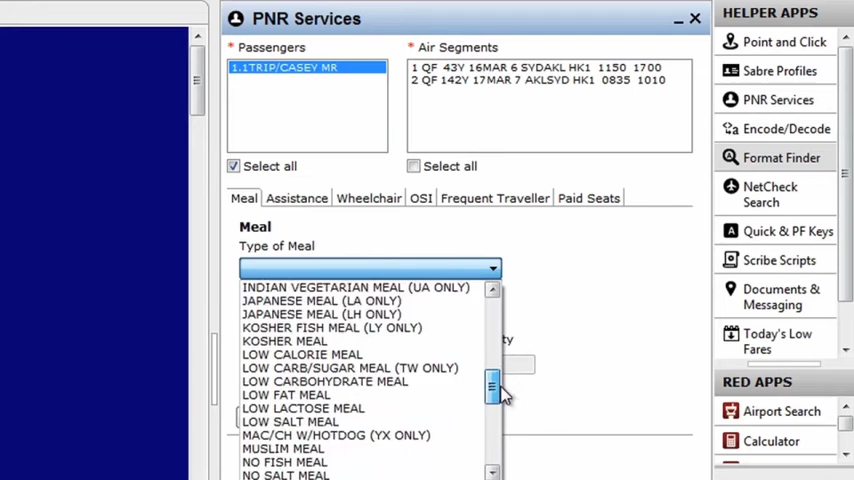 PNR Services
* Passengers
1.1TRIP/CASEY MR
Select all
* Air Segments
1 QF 43Y 16MAR 6 SYDAKL HK1 1150 1700
2 QF 142Y 17MAR 7 AKLSYD HK1 0835 1010
Select all
Meal Assistance Wheelchair OSI Frequent Traveller Paid Seats
Meal
Type of Meal
INDIAN VEGETARIAN MEAL (UA ONLY)
JAPANESE MEAL (LA ONLY)
JAPANESE MEAL (LH ONLY)
KOSHER FISH MEAL (LY ONLY)
KOSHER MEAL
LOW CALORIE MEAL
LOW CARB/SUGAR MEAL (TW ONLY)
LOW CARBOHYDRATE MEAL
LOW FAT MEAL
LOW LACTOSE MEAL
LOW SALT MEAL
MAC/CH W/HOTDOG (YX ONLY)
MUSLIM MEAL
NO FISH MEAL
NO SALT MEAL
HELPER APPS
Point and Click
Sabre Profiles
PNR Services
Encode/Decode
Format Finder
NetCheck
Search
Quick & PF Keys
Scribe Scripts
Documents &
Messaging
Today's Low
Fares
RED APPS
Airport Search
Calculator